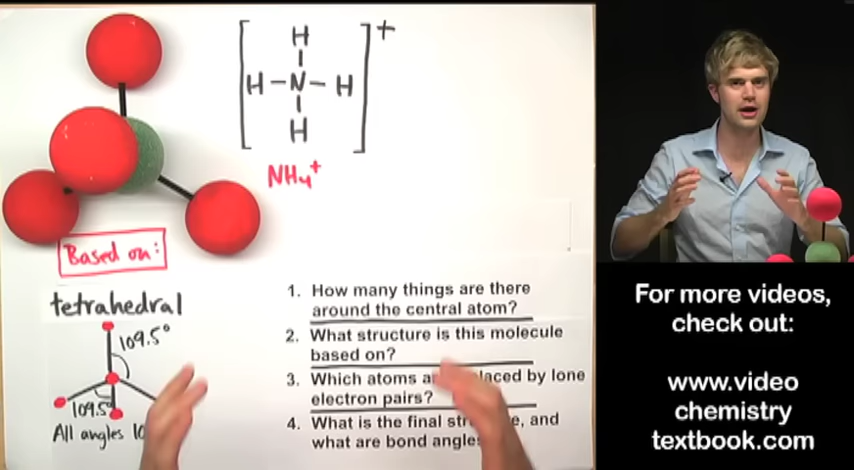 H
H-N-H
H
+
NH₄⁺
Based on:
tetrahedral
109.5°
109.5°
All angles
1. How many things are there
around the central atom?
2. What structure is this molecule
based on?
3. Which atoms by lone
electron pairs?
4. What is the final and
what are bond
For more videos,
check out:
www.video
chemistry
textbook.com